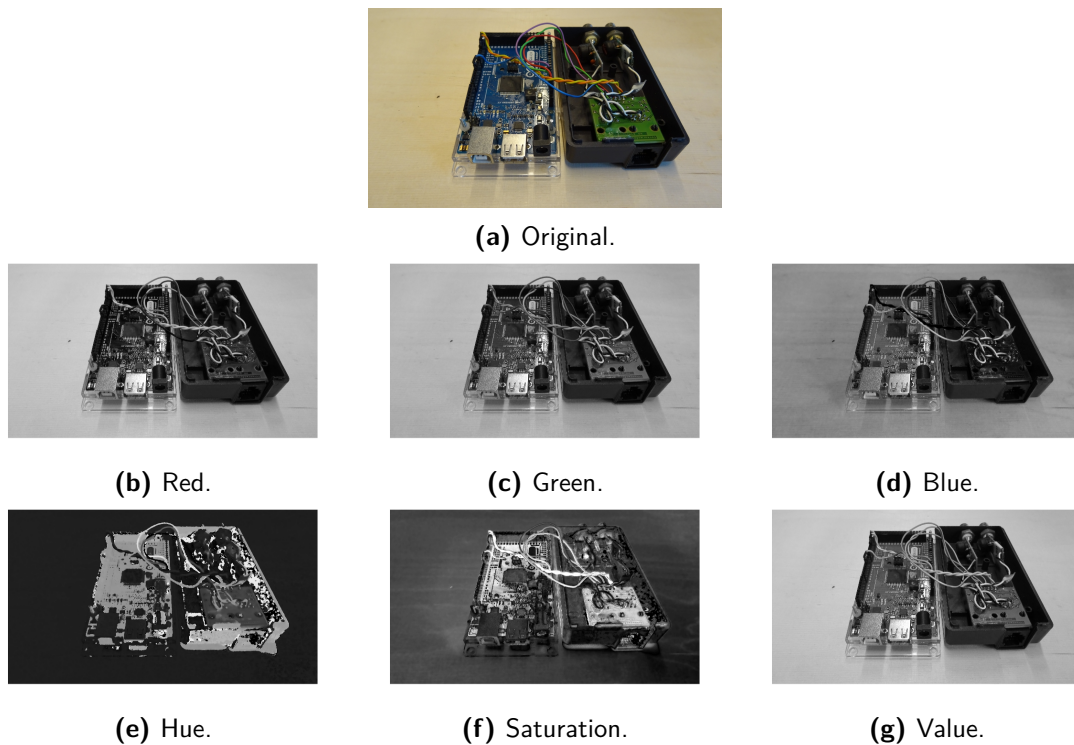 (a) Original.
(b) Red.
(c) Green.
(d) Blue.
(e) Hue.
(f) Saturation.
(g) Value.